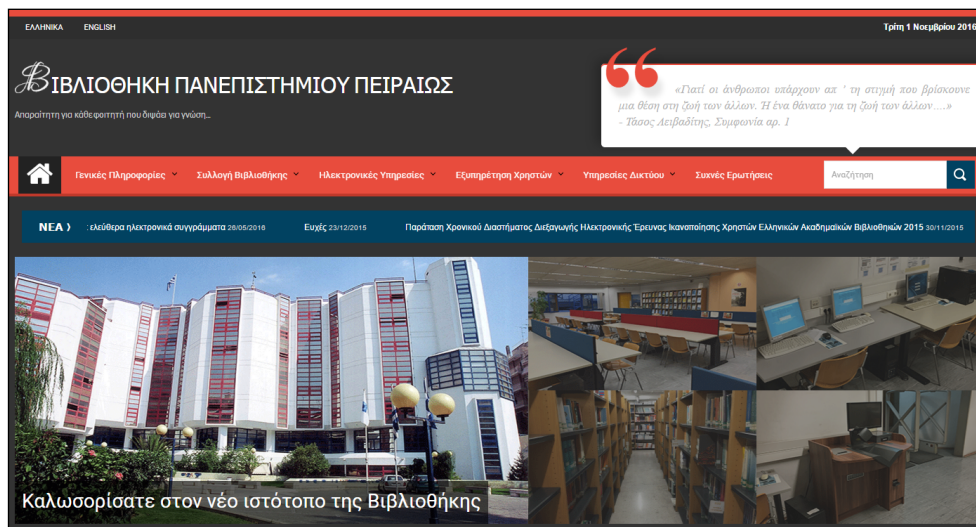 ΕΛΛΗΝΙΚΑ ENGLISH Τρίτη 1 Νοεμβρίου 2016
ΒΙΒΛΙΟΘΗΚΗ ΠΑΝΕΠΙΣΤΗΜΙΟΥ ΠΕΙΡΑΙΩΣ
Απαραίτητη για κάθε φοιτητή που διψάει για γνώση...
«Γιατί οι άνθρωποι υπάρχουν απ ' τη στιγμή που βρίσκουνε
μια θέση στη ζωή των άλλων. Ή ένα θάνατο για τη ζωή των άλλων….»
- Τάσος Λειβαδίτης, Συμφωνία αρ. 1
Γενικές Πληροφορίες Συλλογή Βιβλιοθήκης Ηλεκτρονικές Υπηρεσίες Εξυπηρέτηση Χρηστών Υπηρεσίες Δικτύου Συχνές Ερωτήσεις Αναζήτηση
ΝΕΑ : ελεύθερα ηλεκτρονικά συγγράμματα 26/05/2016 Ευχές 23/12/2015 Παράταση Χρονικού Διαστήματος Διεξαγωγής Ηλεκτρονικής Έρευνας Ικανοποίησης Χρηστών Ελληνικών Ακαδημαϊκών Βιβλιοθηκών 2015 30/11/2015
Καλωσορίσατε στον νέο ιστότοπο της Βιβλιοθήκης